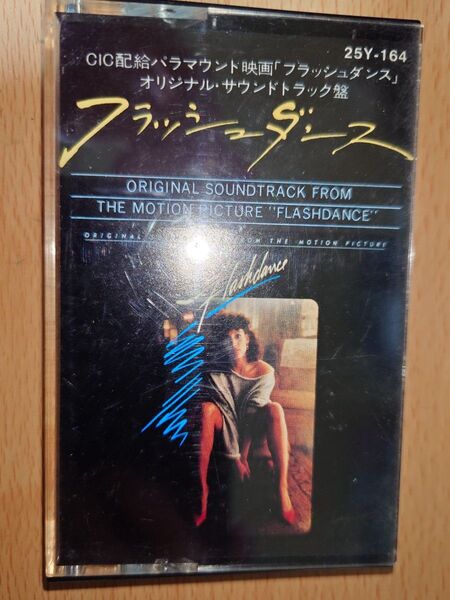 25Y-164
CIC配給パラマウント映画「フラッシュダンス」
オリジナル・サウンドトラック盤
フラッシュダンス
ORIGINAL SOUNDTRACK FROM
THE MOTION PICTURE "FLASHDANCE"
ORIGINAL FROM THE MOTION PICTURE
Flashdance